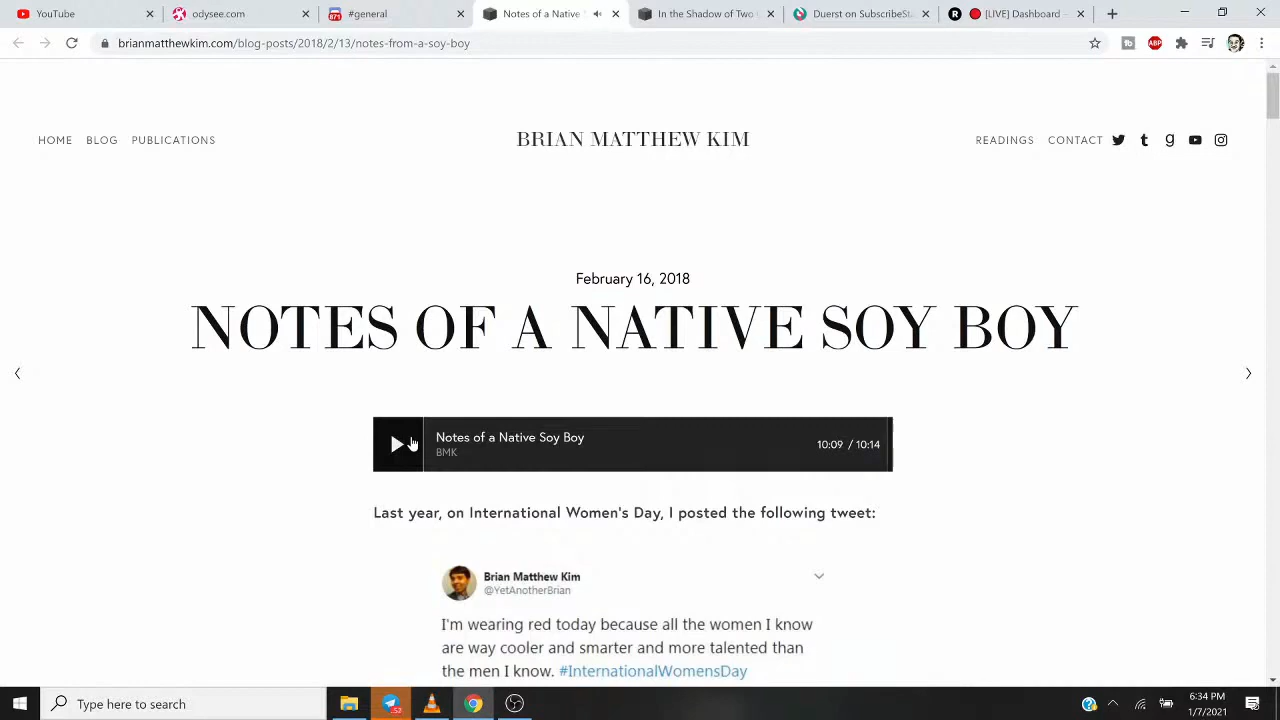 YouTube
odysee.com
871
#general
Notes of a Native
In the Shadow of Two
Duerst on SubscribeSta
[LIVE] Dashboard -
brianmatthewkim.com/blog-posts/2018/2/13/notes-from-a-soy-boy
ABP
HOME BLOG PUBLICATIONS
BRIAN MATTHEW KIM
READINGS CONTACT
February 16, 2018
NOTES OF A NATIVE SOY BOY
Notes of a Native Soy Boy
BMK
10:09 / 10:14
Last year, on International Women's Day, I posted the following tweet:
Brian Matthew Kim
@YetAnotherBrian
I'm wearing red today because all the women I know
are way cooler and smarter and more talented than
the men I know. #InternationalWomensDay
Type here to search
52
6:34 PM
1/7/2021